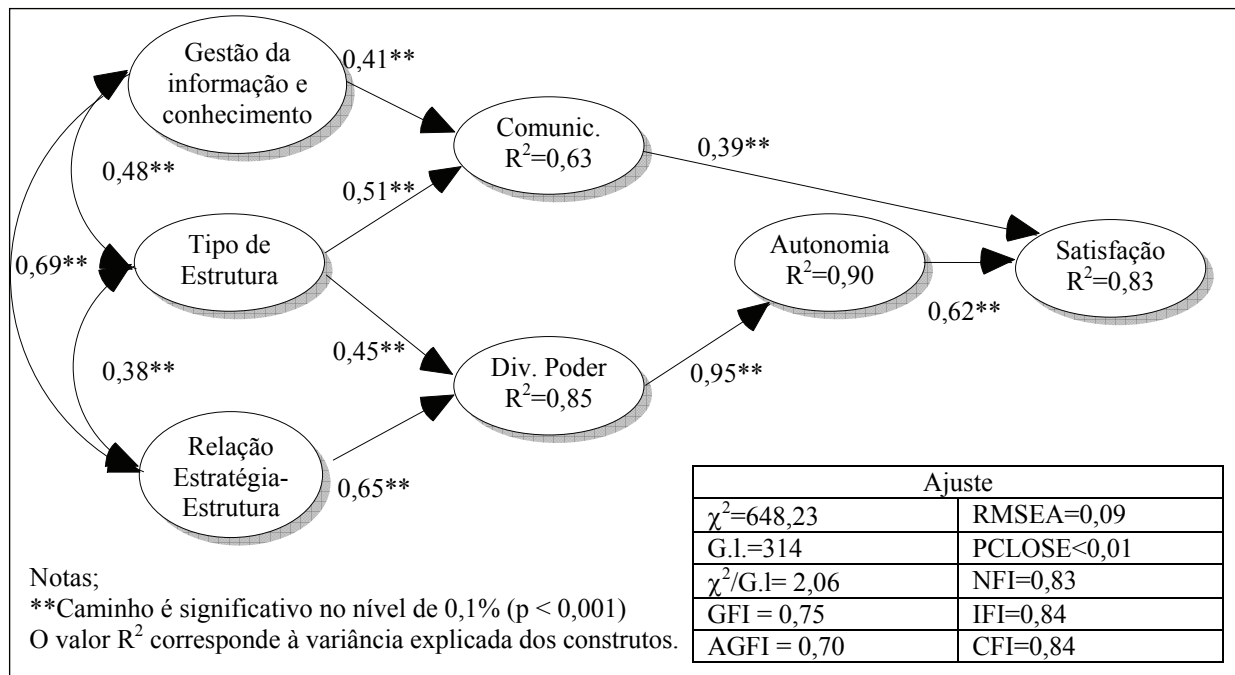 Gestão da
informação e
conhecimento
0,41**
Comunic.
R²=0,63
0,39**
0,48**
0,51**
Tipo de
Estrutura
0,69**
Autonomia
R²=0,90
Satisfação
R²=0,83
0,62**
0,45**
0,38**
Div. Poder
R²=0,85
0,95**
Relação
Estratégia-
Estrutura
0,65**
Ajuste
χ²=648,23 RMSEA=0,09
G.l.=314 PCLOSE<0,01
χ²/G.l= 2,06 NFI=0,83
GFI = 0,75 IFI=0,84
AGFI = 0,70 CFI=0,84
Notas;
**Caminho é significativo no nível de 0,1% (p < 0,001)
O valor R² corresponde à variância explicada dos construtos.